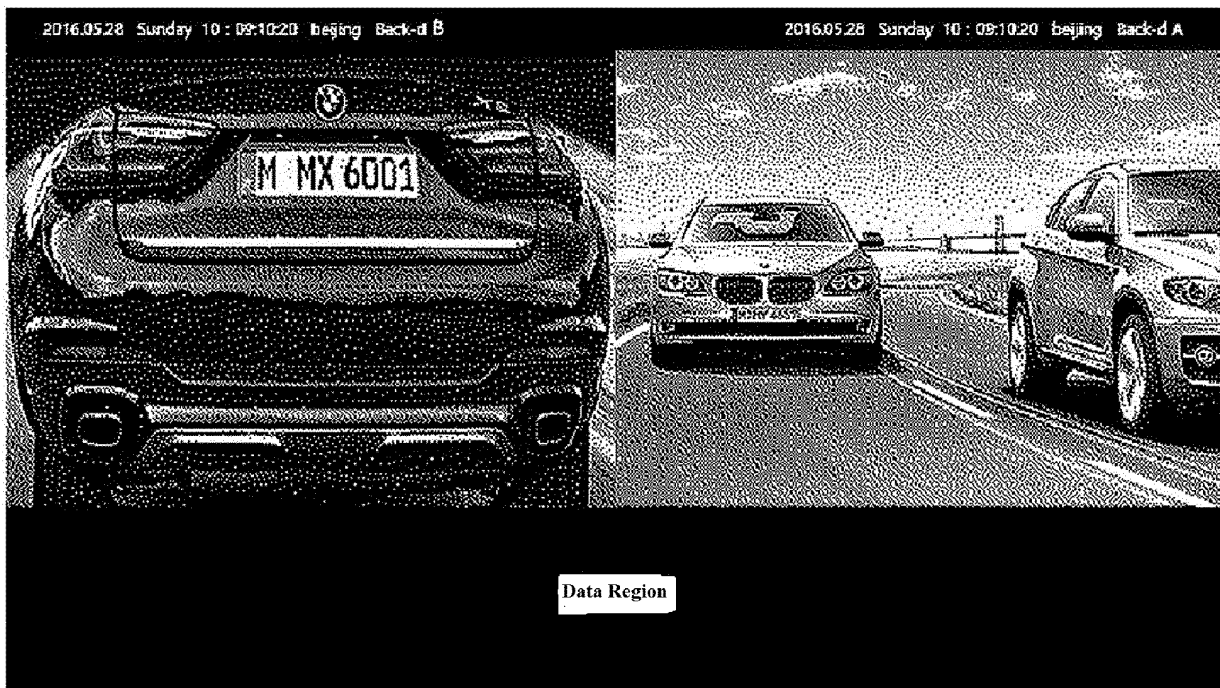 2016.05.28 Sunday 10 : 09:10:20 beijing Back-d B
2016.05.28 Sunday 10 : 09:10:20 beijing Back-d A
M MX 6001
Data Region